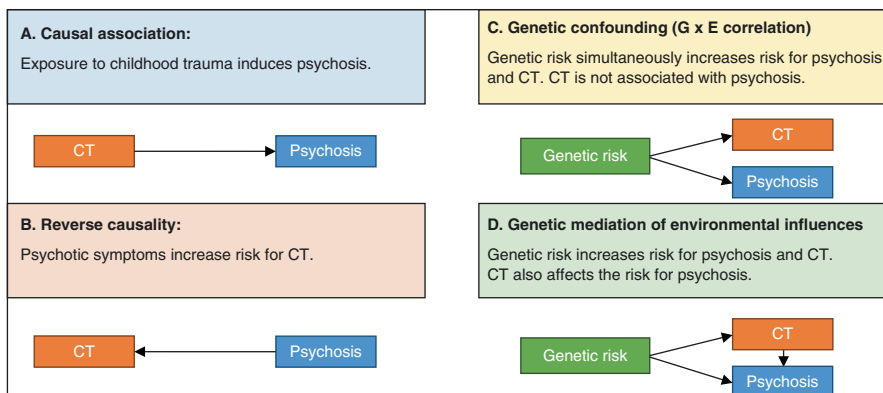 A. Causal association:
Exposure to childhood trauma induces psychosis.
CT
Psychosis
B. Reverse causality:
Psychotic symptoms increase risk for CT.
CT
Psychosis
C. Genetic confounding (G x E correlation)
Genetic risk simultaneously increases risk for psychosis
and CT. CT is not associated with psychosis.
Genetic risk
CT
Psychosis
D. Genetic mediation of environmental influences
Genetic risk increases risk for psychosis and CT.
CT also affects the risk for psychosis.
Genetic risk
CT
Psychosis